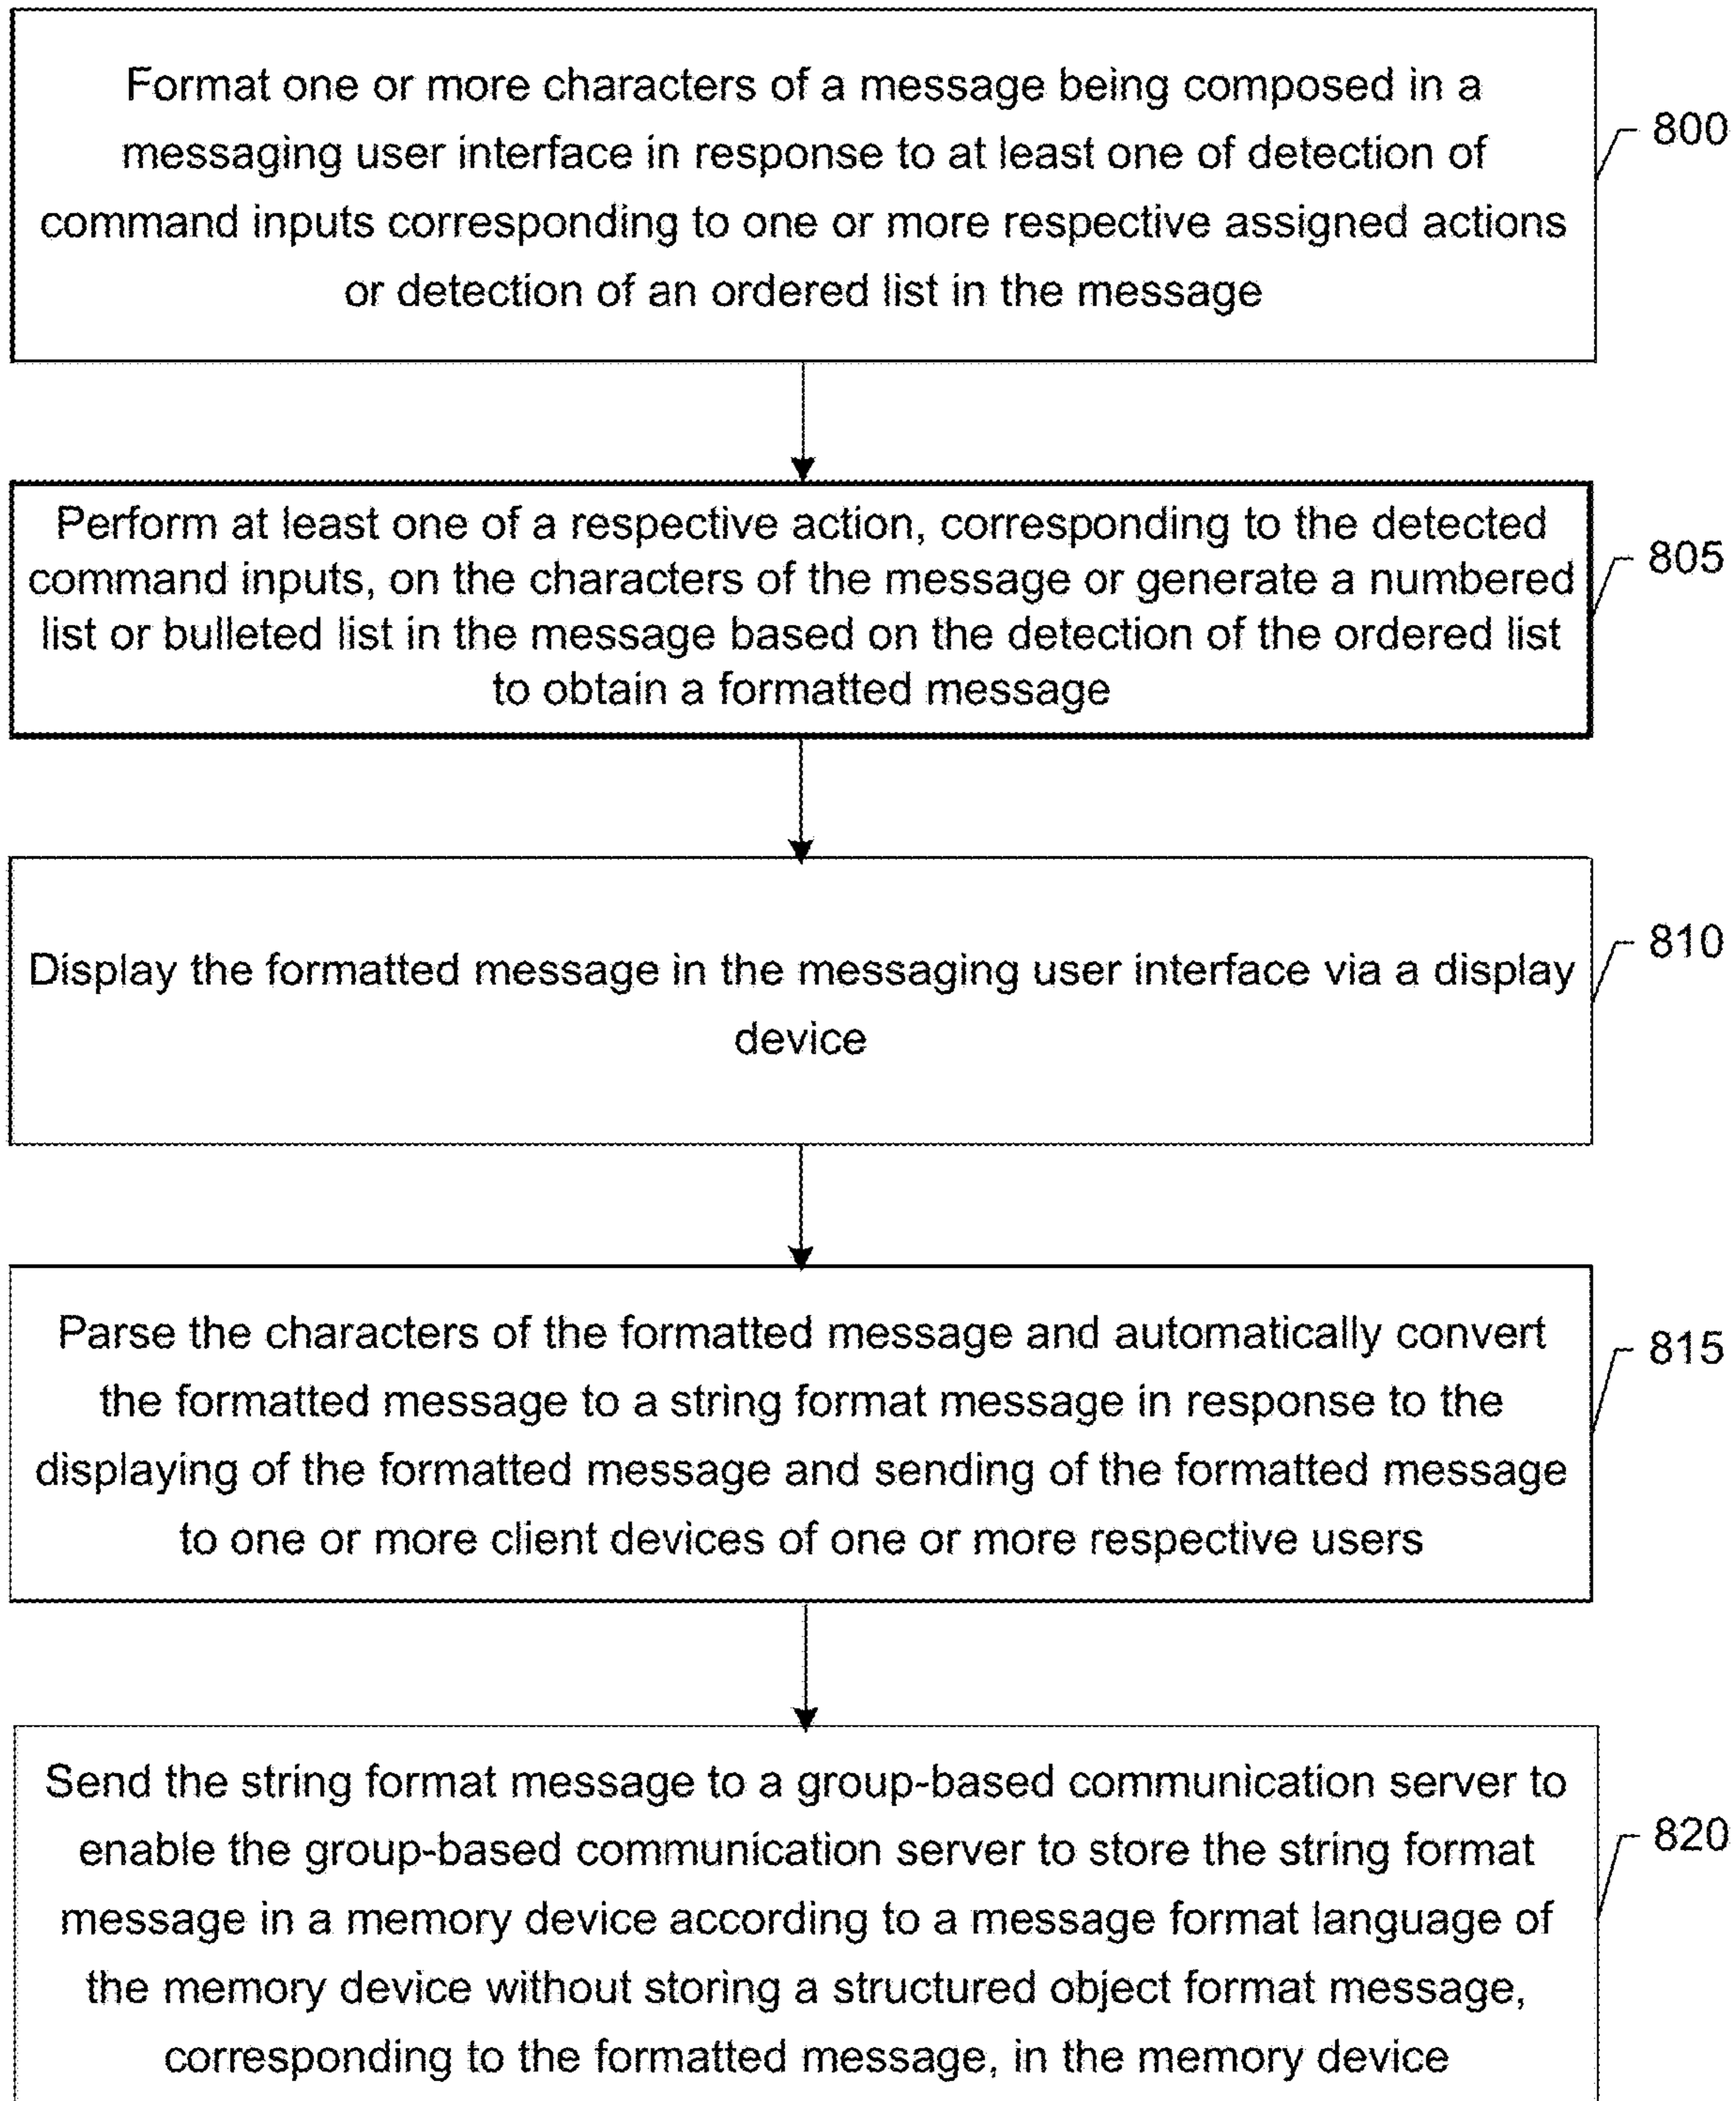 Format one or more characters of a message being composed in a
messaging user interface in response to at least one of detection of
command inputs corresponding to one or more respective assigned actions
or detection of an ordered list in the message
800
Perform at least one of a respective action, corresponding to the detected
command inputs, on the characters of the message or generate a numbered
list or bulleted list in the message based on the detection of the ordered list
to obtain a formatted message
805
Display the formatted message in the messaging user interface via a display
device
810
Parse the characters of the formatted message and automatically convert
the formatted message to a string format message in response to the
displaying of the formatted message and sending of the formatted message
to one or more client devices of one or more respective users
815
Send the string format message to a group-based communication server to
enable the group-based communication server to store the string format
message in a memory device according to a message format language of
the memory device without storing a structured object format message,
corresponding to the formatted message, in the memory device
820